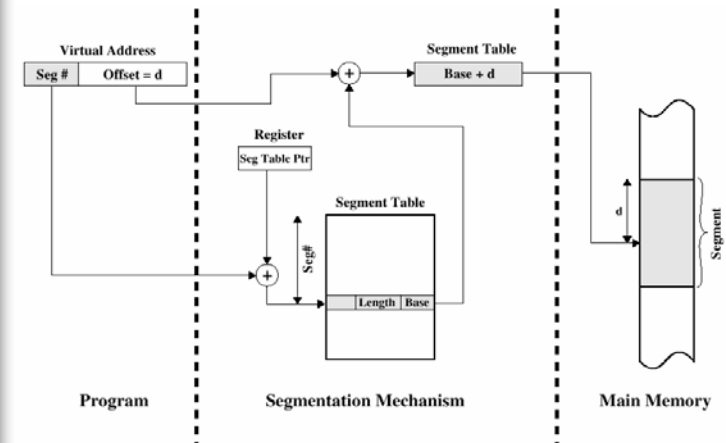 Virtual Address
Seg #
Offset = d
Segment Table
Base + d
Register
Seg Table Ptr
Segment Table
Seg#
Length
Base
d
Segment
Program
Segmentation Mechanism
Main Memory